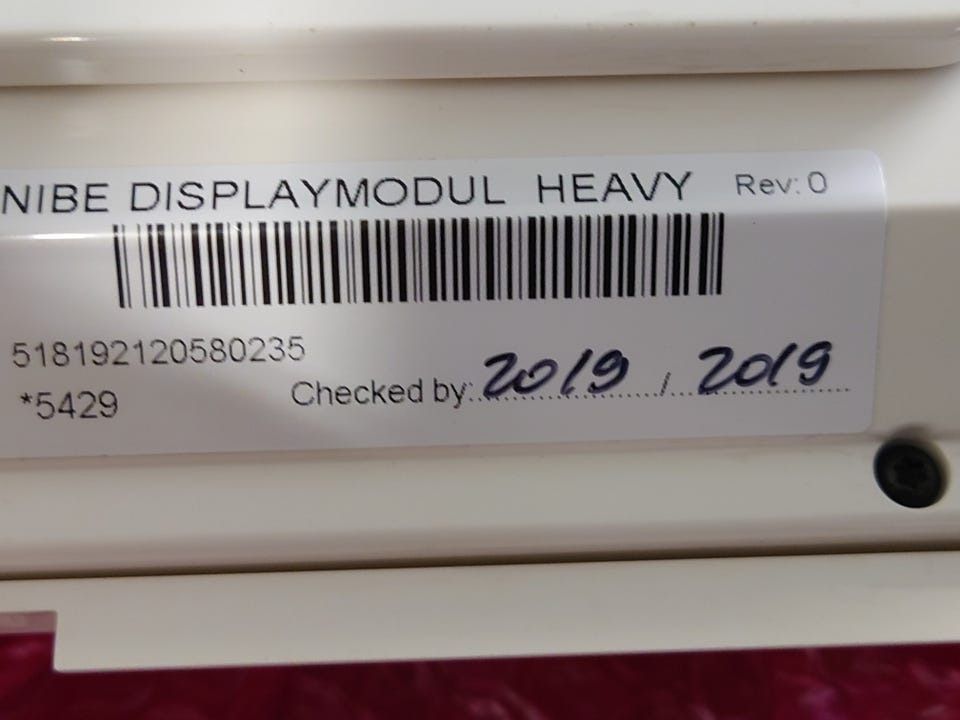 NIBE DISPLAYMODUL HEAVY Rev: 0
518192120580235
*5429
Checked by:..2019..../...2019...